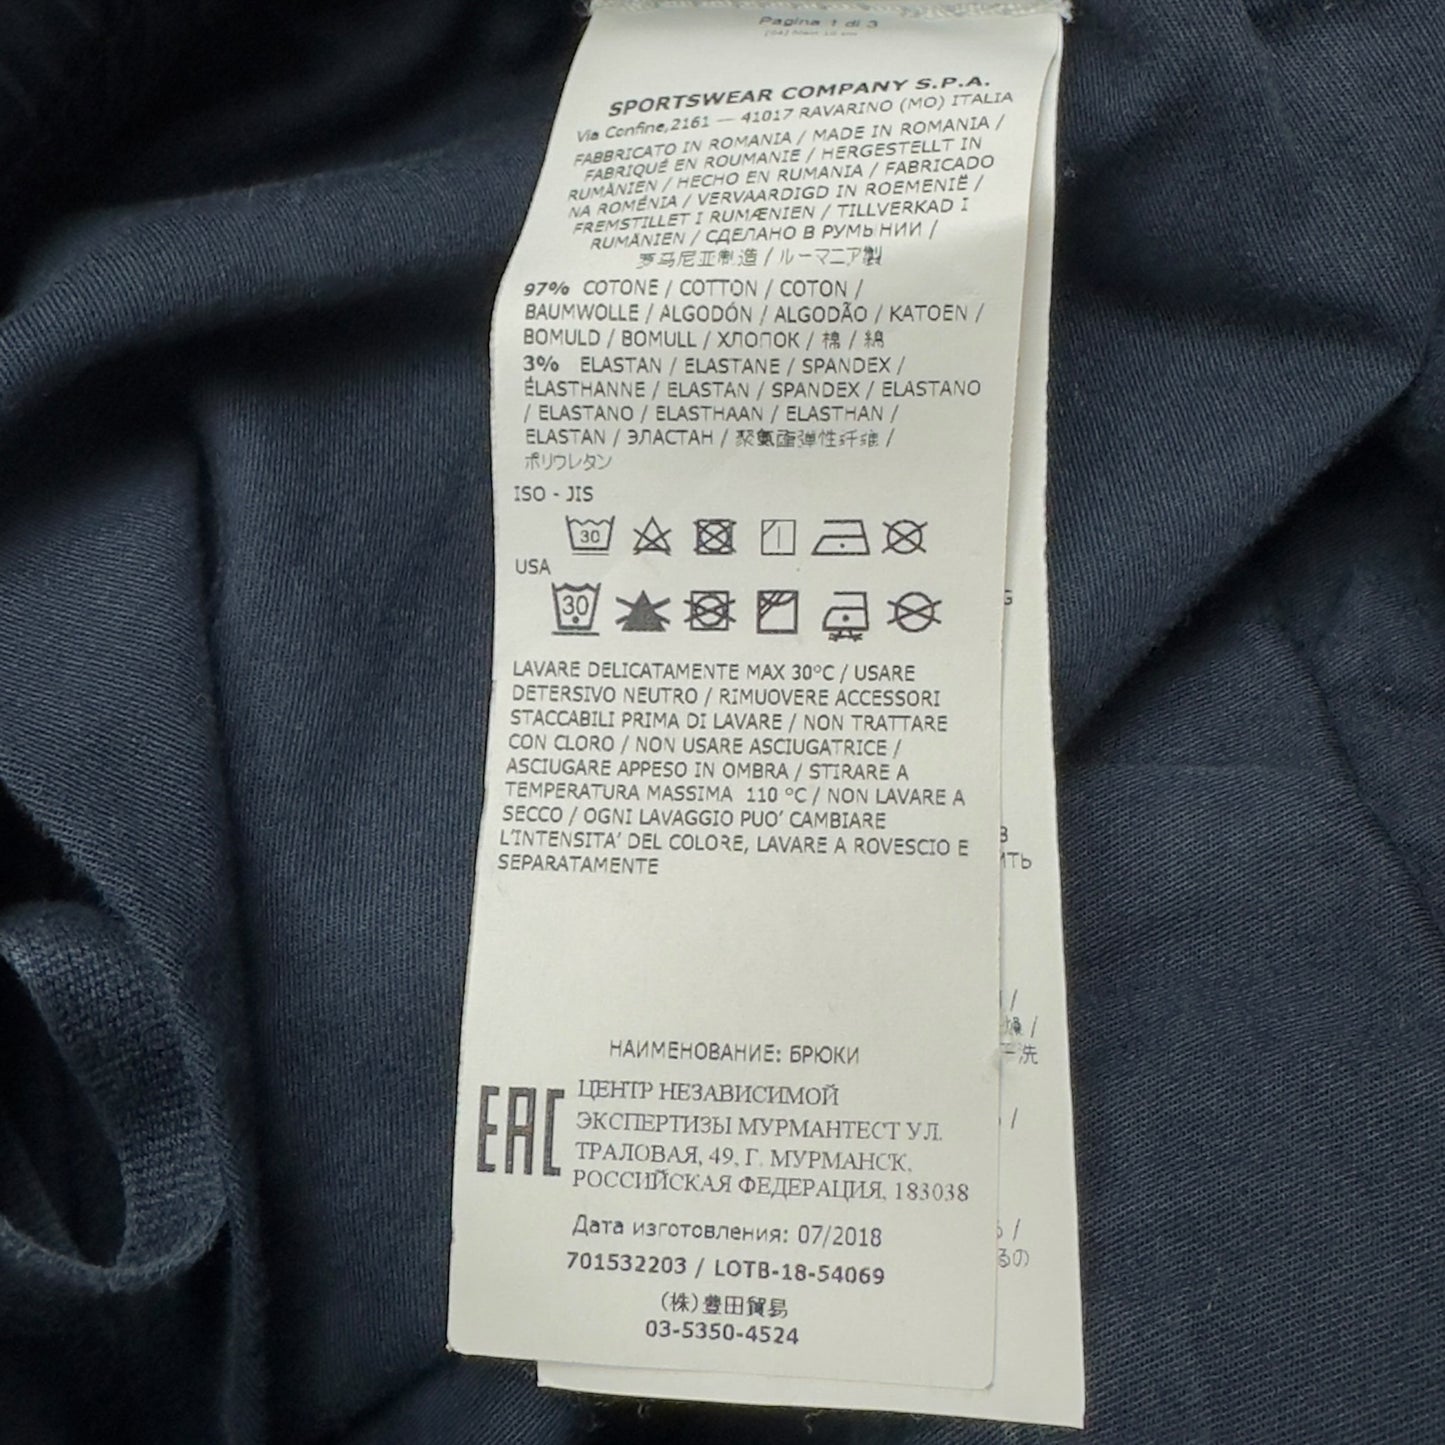 Pagina 1 di 3
SPORTSWEAR COMPANY S.P.A.
Via Confine,2161 — 41017 RAVARINO (MO) ITALIA
FABBRICATO IN ROMANIA / MADE IN ROMANIA /
FABRIQUÉ EN ROUMANIE / HERGESTELLT IN
RUMÄNIEN / HECHO EN RUMANIA / FABRICADO
NA ROMÉNIA / VERVAARDIGD IN ROEMENIË /
FREMSTILLET I RUMÆNIEN / TILLVERKAD I
RUMÄNIEN / СДЕЛАНО В РУМЫНИИ /
罗马尼亚制造 / ルーマニア製
97% COTONE / COTTON / COTON /
BAUMWOLLE / ALGODÓN / ALGODÃO / KATOEN /
BOMULD / BOMULL / ХЛОПОК / 棉 / 綿
3% ELASTAN / ELASTANE / SPANDEX /
ÉLASTHANNE / ELASTAN / SPANDEX / ELASTANO
/ ELASTANO / ELASTHAAN / ELASTHAN /
ELASTAN / ЭЛАСТАН / 聚氨酯弹性纤维 /
ポリウレタン
ISO - JIS
30
USA
30
LAVARE DELICATAMENTE MAX 30°C / USARE
DETERSIVO NEUTRO / RIMUOVERE ACCESSORI
STACCABILI PRIMA DI LAVARE / NON TRATTARE
CON CLORO / NON USARE ASCIUGATRICE /
ASCIUGARE APPESO IN OMBRA / STIRARE A
TEMPERATURA MASSIMA 110 °C / NON LAVARE A
SECCO / OGNI LAVAGGIO PUO' CAMBIARE
L'INTENSITA' DEL COLORE, LAVARE A ROVESCIO E
SEPARATAMENTE
НАИМЕНОВАНИЕ: БРЮКИ
EAC
ЦЕНТР НЕЗАВИСИМОЙ
ЭКСПЕРТИЗЫ МУРМАНТЕСТ УЛ.
ТРАЛОВАЯ, 49, Г. МУРМАНСК,
РОССИЙСКАЯ ФЕДЕРАЦИЯ, 183038
Дата изготовления: 07/2018
701532203 / LOTB-18-54069
(株)豊田貿易
03-5350-4524